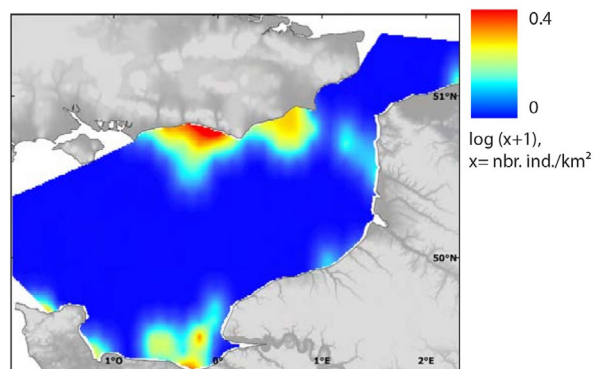 0.4
0
log (x+1),
x= nbr. ind./km²
51°N
50°N
1°O
0°
1°E
2°E